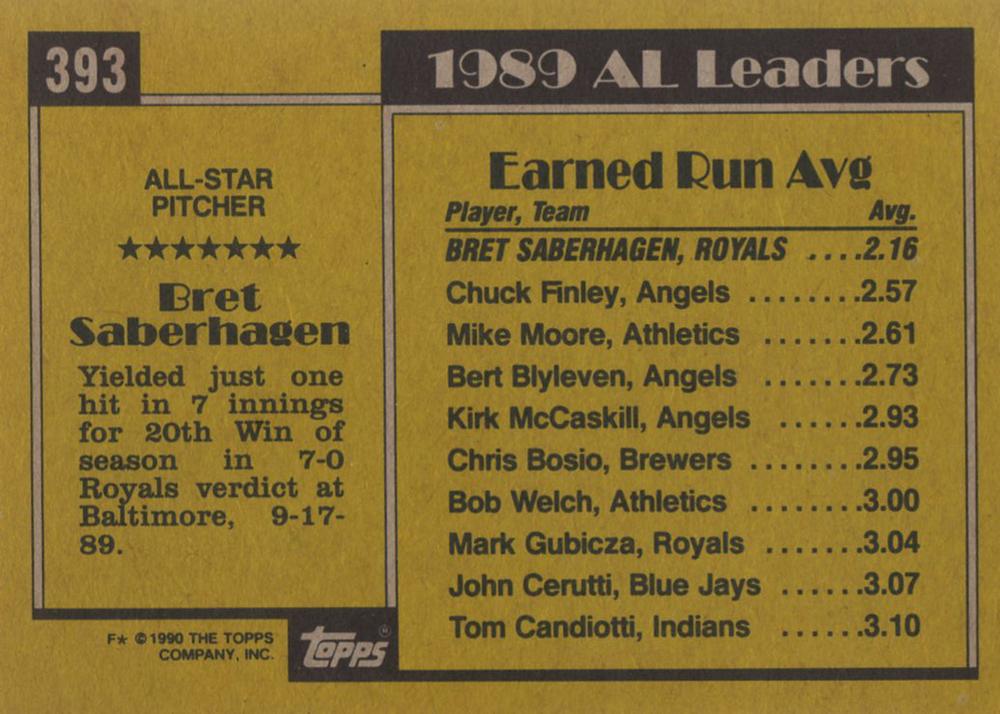 393
1989 AL Leaders
ALL-STAR
PITCHER
★★★★★★★
Bret
Saberhagen
Yielded just one
hit in 7 innings
for 20th Win of
season in 7-0
Royals verdict at
Baltimore, 9-17-
89.
Earned Run Avg
Player, Team Avg.
BRET SABERHAGEN, ROYALS ....2.16
Chuck Finley, Angels ........2.57
Mike Moore, Athletics .......2.61
Bert Blyleven, Angels .......2.73
Kirk McCaskill, Angels ......2.93
Chris Bosio, Brewers ........2.95
Bob Welch, Athletics ........3.00
Mark Gubicza, Royals .......3.04
John Cerutti, Blue Jays ......3.07
Tom Candiotti, Indians ......3.10
F★ © 1990 THE TOPPS
COMPANY, INC.
topps®